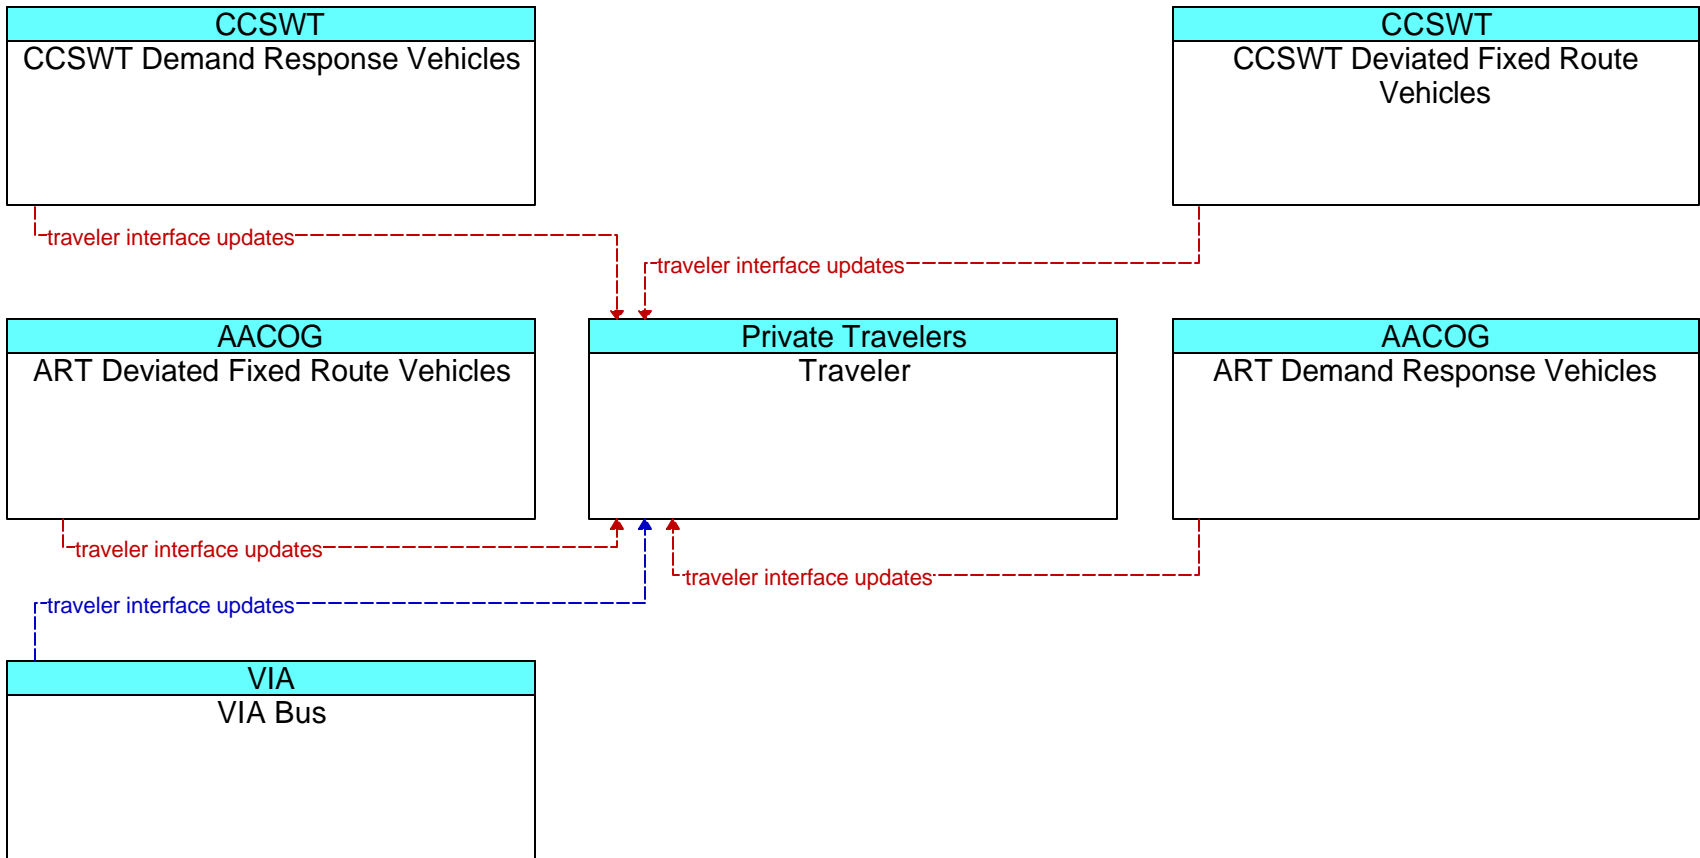 CCSWT
CCSWT Demand Response Vehicles
CCSWT
CCSWT Deviated Fixed Route
Vehicles
traveler interface updates
traveler interface updates
AACOG
ART Deviated Fixed Route Vehicles
Private Travelers
Traveler
AACOG
ART Demand Response Vehicles
traveler interface updates
traveler interface updates
traveler interface updates
VIA
VIA Bus